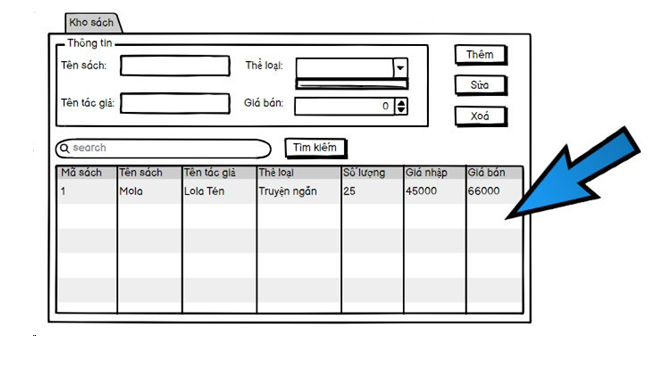 Kho sách
Thông tin
Tên sách:
Thể loại:
Tên tác giả:
Giá bán:
0
Thêm
Sửa
Xoá
search
Tìm kiếm
Mã sách Tên sách Tên tác giả Thể loại Số lượng Giá nhập Giá bán
1 Mola Lola Tén Truyện ngắn 25 45000 66000